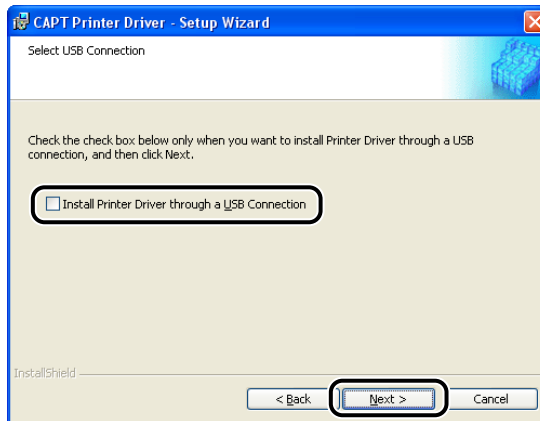 CAPT Printer Driver - Setup Wizard
Select USB Connection
Check the check box below only when you want to install Printer Driver through a USB
connection, and then click Next.
Install Printer Driver through a USB Connection
InstallShield
< Back Next > Cancel